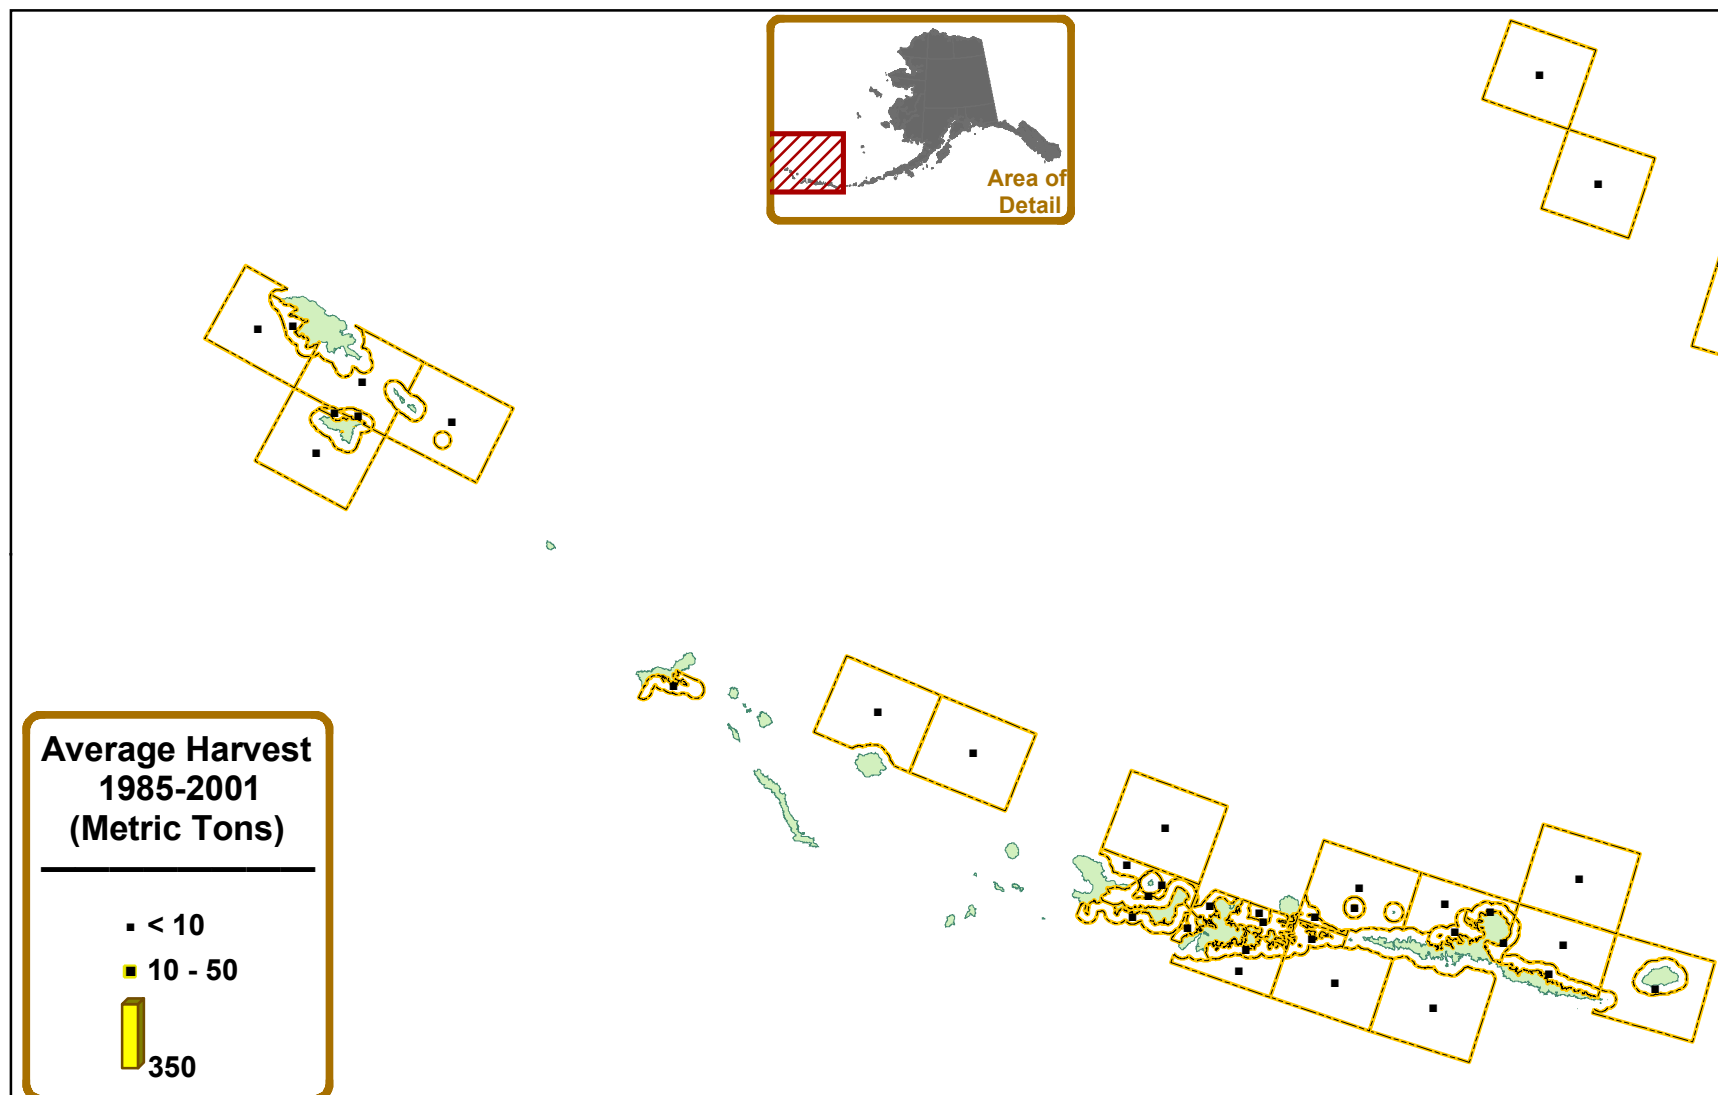 Area of
Detail
Average Harvest
1985-2001
(Metric Tons)
< 10
10 - 50
350